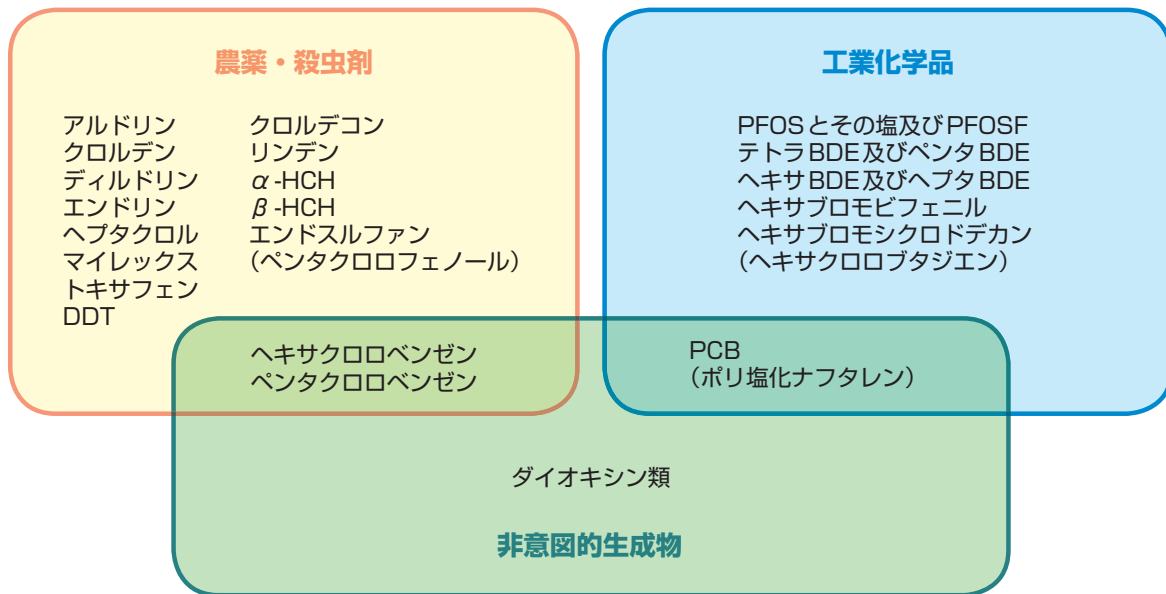 農薬・殺虫剤
アルドリン
クロルデン
ディルドリン
エンドリン
ヘプタクロル
マイレックス
トキサフェン
DDT
クロルデコン
リンデン
α-HCH
β-HCH
エンドスルファン
（ペンタクロロフェノール）
工業化学品
PFOSとその塩及びPFOSF
テトラBDE及びペンタBDE
ヘキサBDE及びヘプタBDE
ヘキサブロモビフェニル
ヘキサブロモシクロドデカン
（ヘキサクロロブタジエン）
ヘキサクロロベンゼン
ペンタクロロベンゼン
PCB
（ポリ塩化ナフタレン）
ダイオキシン類
非意図的生成物